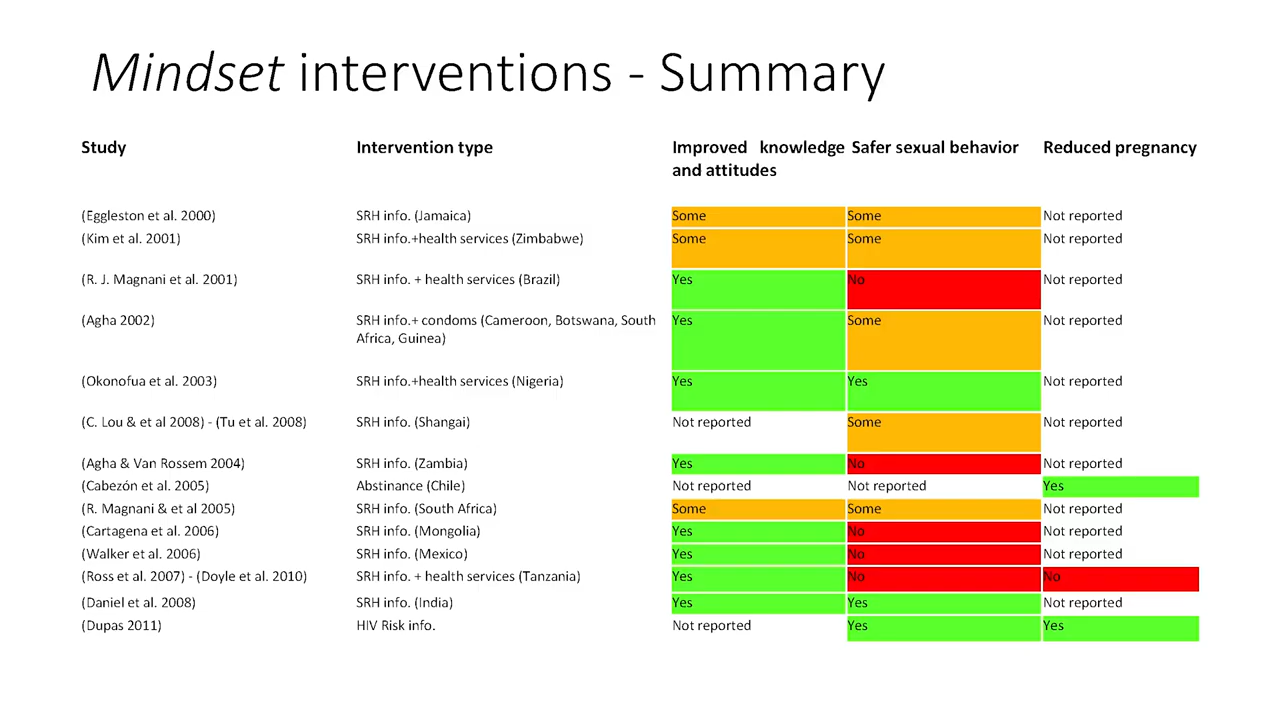 Mindset interventions - Summary
Study Intervention type Improved knowledge and attitudes Safer sexual behavior Reduced pregnancy
(Eggleston et al. 2000) SRH info. (Jamaica) Some Some Not reported
(Kim et al. 2001) SRH info.+health services (Zimbabwe) Some Some Not reported
(R. J. Magnani et al. 2001) SRH info. + health services (Brazil) Yes No Not reported
(Agha 2002) SRH info.+ condoms (Cameroon, Botswana, South Africa, Guinea) Yes Some Not reported
(Okonofua et al. 2003) SRH info.+health services (Nigeria) Yes Yes Not reported
(C. Lou & et al 2008) - (Tu et al. 2008) SRH info. (Shangai) Not reported Some Not reported
(Agha & Van Rossem 2004) SRH info. (Zambia) Yes No Not reported
(Cabezón et al. 2005) Abstinance (Chile) Not reported Not reported Yes
(R. Magnani & et al 2005) SRH info. (South Africa) Some Some Not reported
(Cartagena et al. 2006) SRH info. (Mongolia) Yes No Not reported
(Walker et al. 2006) SRH info. (Mexico) Yes No Not reported
(Ross et al. 2007) - (Doyle et al. 2010) SRH info. + health services (Tanzania) Yes No No
(Daniel et al. 2008) SRH info. (India) Yes Yes Not reported
(Dupas 2011) HIV Risk info. Not reported Yes Yes